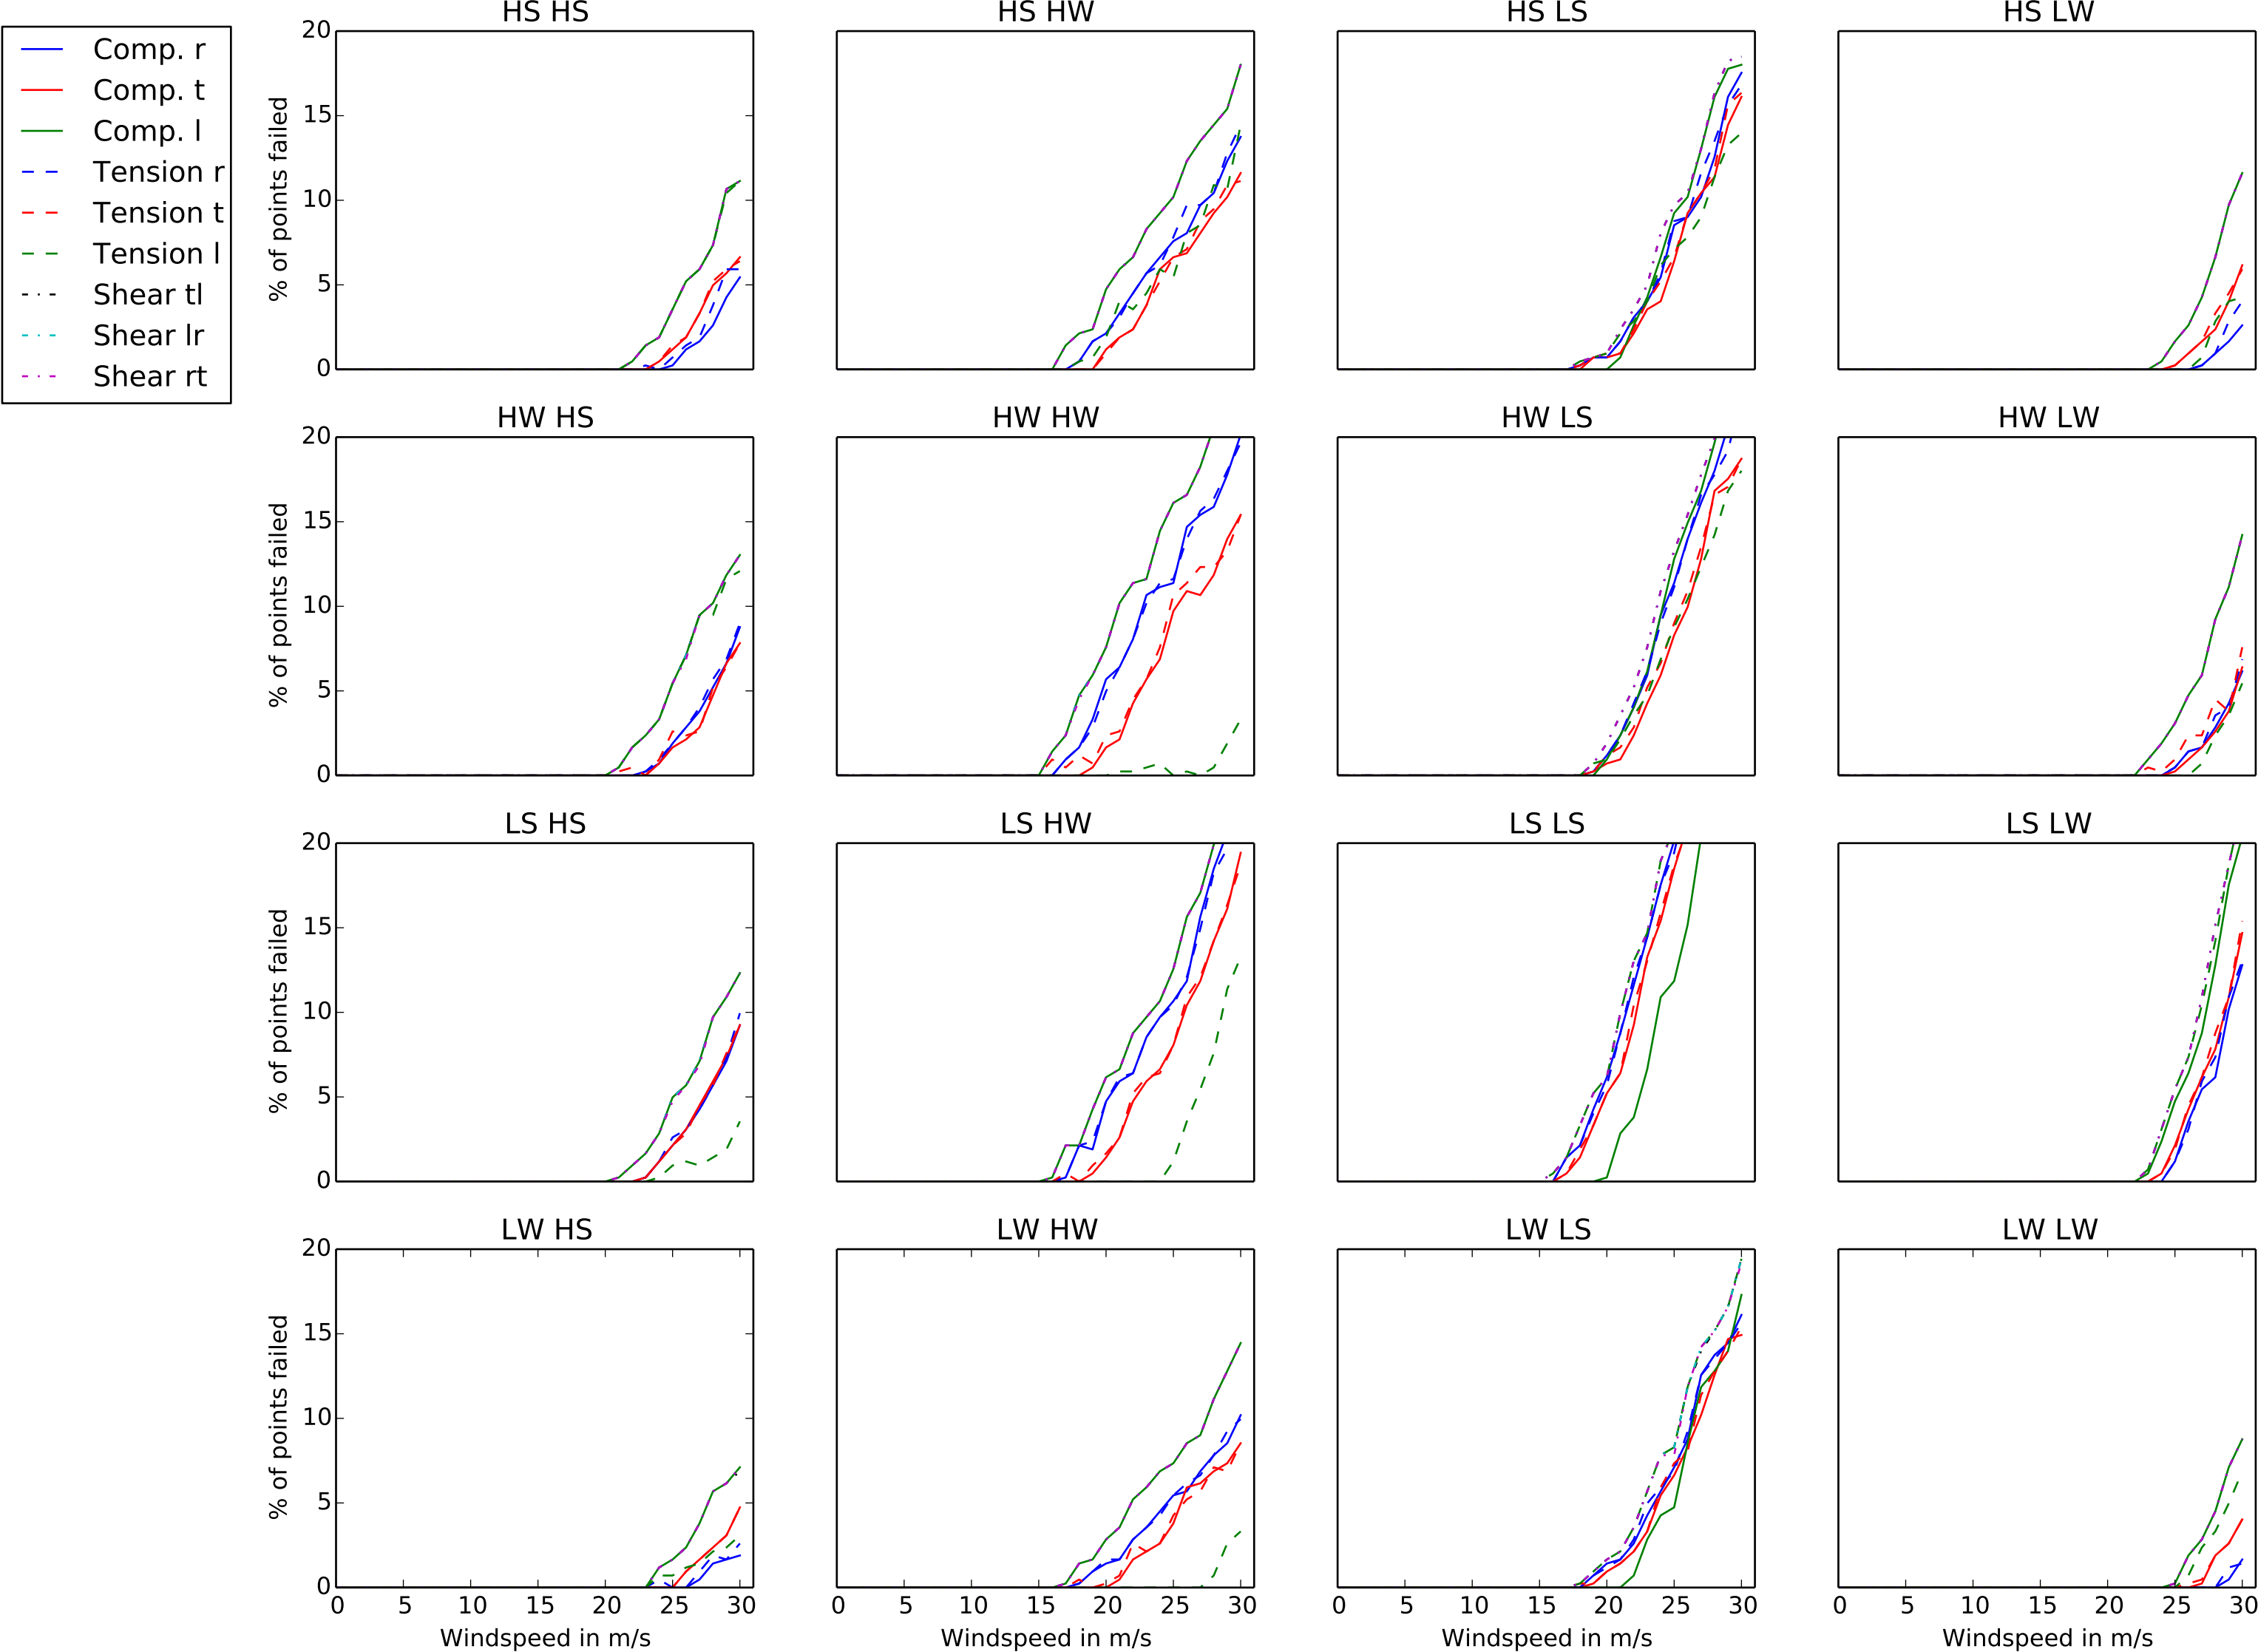 Comp. r
Comp. t
Comp. l
Tension r
Tension t
Tension l
Shear tl
Shear lr
Shear rt
HS HS
HS HW
HS LS
HS LW
20
15
10
5
0
% of points failed
HW HS
HW HW
HW LS
HW LW
20
15
10
5
0
% of points failed
LS HS
LS HW
LS LS
LS LW
20
15
10
5
0
% of points failed
LW HS
LW HW
LW LS
LW LW
20
15
10
5
0
% of points failed
0 5 10 15 20 25 30
0 5 10 15 20 25 30
0 5 10 15 20 25 30
0 5 10 15 20 25 30
Windspeed in m/s
Windspeed in m/s
Windspeed in m/s
Windspeed in m/s